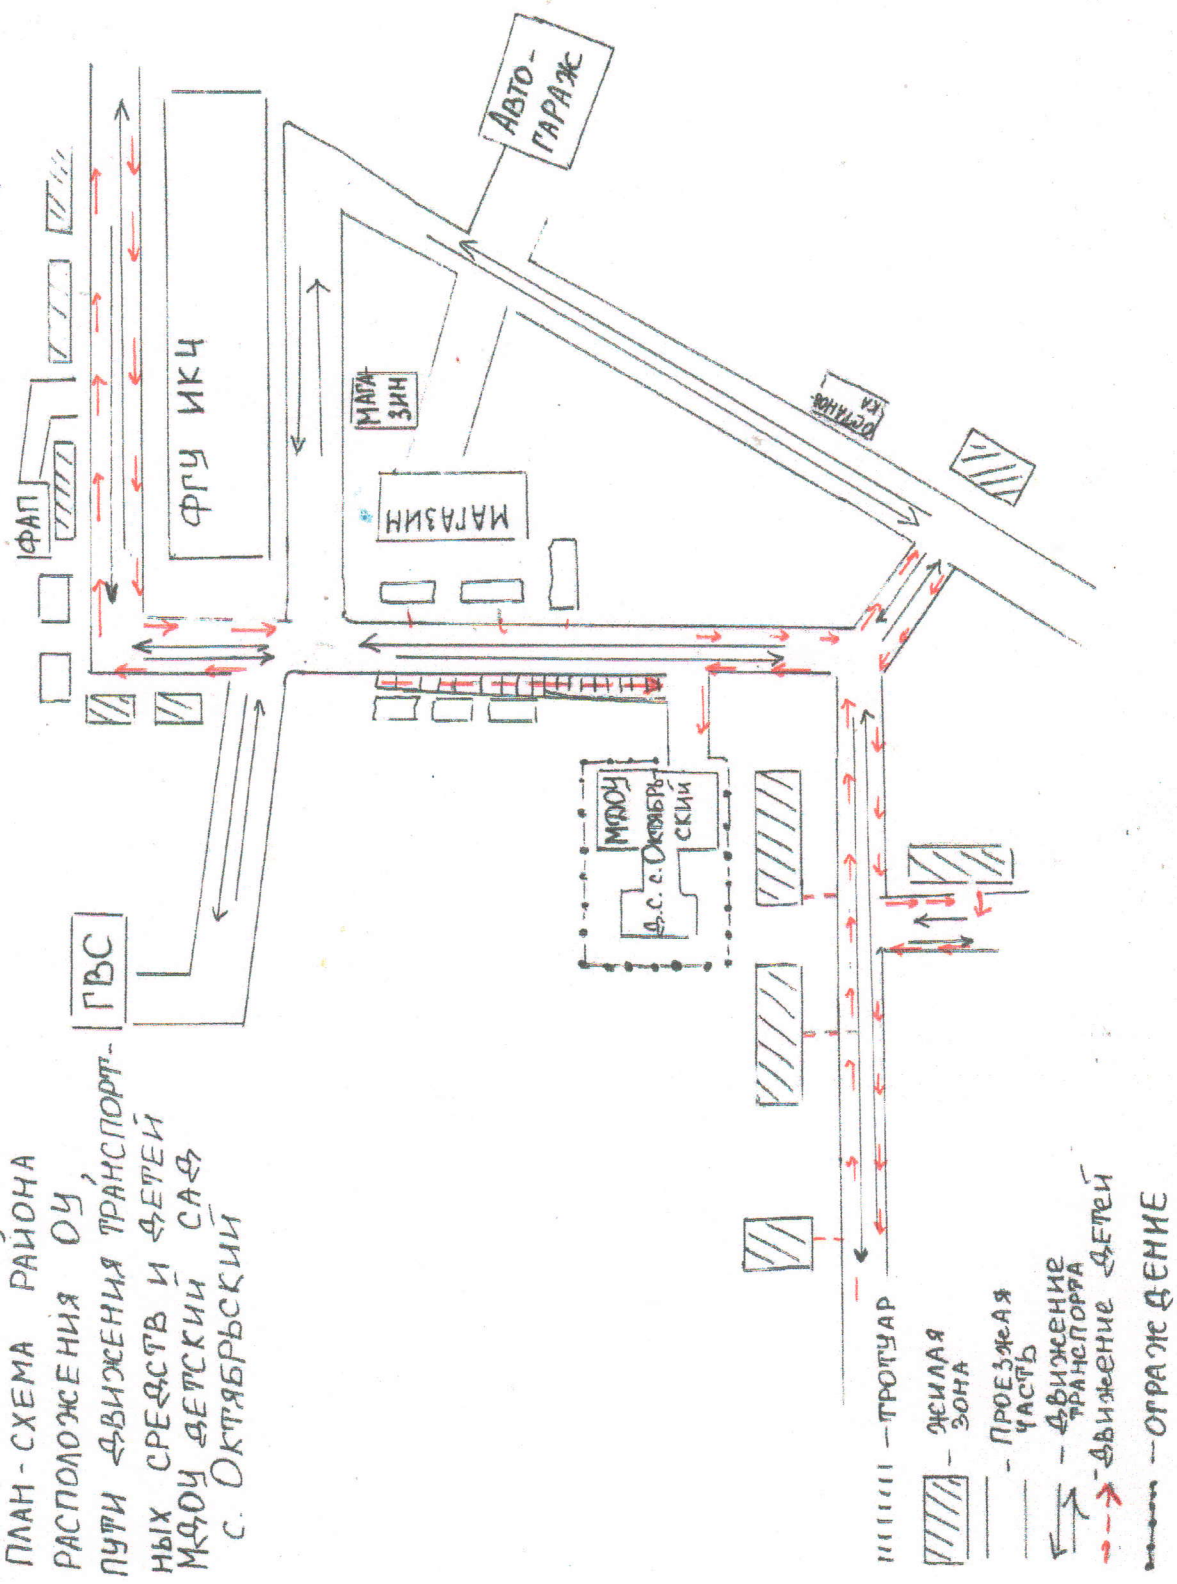 ПЛАН-СХЕМА РАЙОНА
РАСПОЛОЖЕНИЯ ОУ,
ПУТИ ДВИЖЕНИЯ ТРАНСПОРТ-
НЫХ СРЕДСТВ И ДЕТЕЙ
МДОУ ДЕТСКИЙ САД
с. ОКТЯБРЬСКИЙ
ГВС
ФАП
ФГУ ИК4
МАГА-
ЗИН
МАГАЗИН
АВТО-
ГАРАЖ
ОСТАНОВ-
КА
МДОУ
Д.С. с. ОКТЯБРЬ-
СКИЙ
- ТРОТУАР
- ЖИЛАЯ
ЗОНА
- ПРОЕЗЖАЯ
ЧАСТЬ
- ДВИЖЕНИЕ
ТРАНСПОРТА
- ДВИЖЕНИЕ ДЕТЕЙ
- ОГРАЖДЕНИЕ